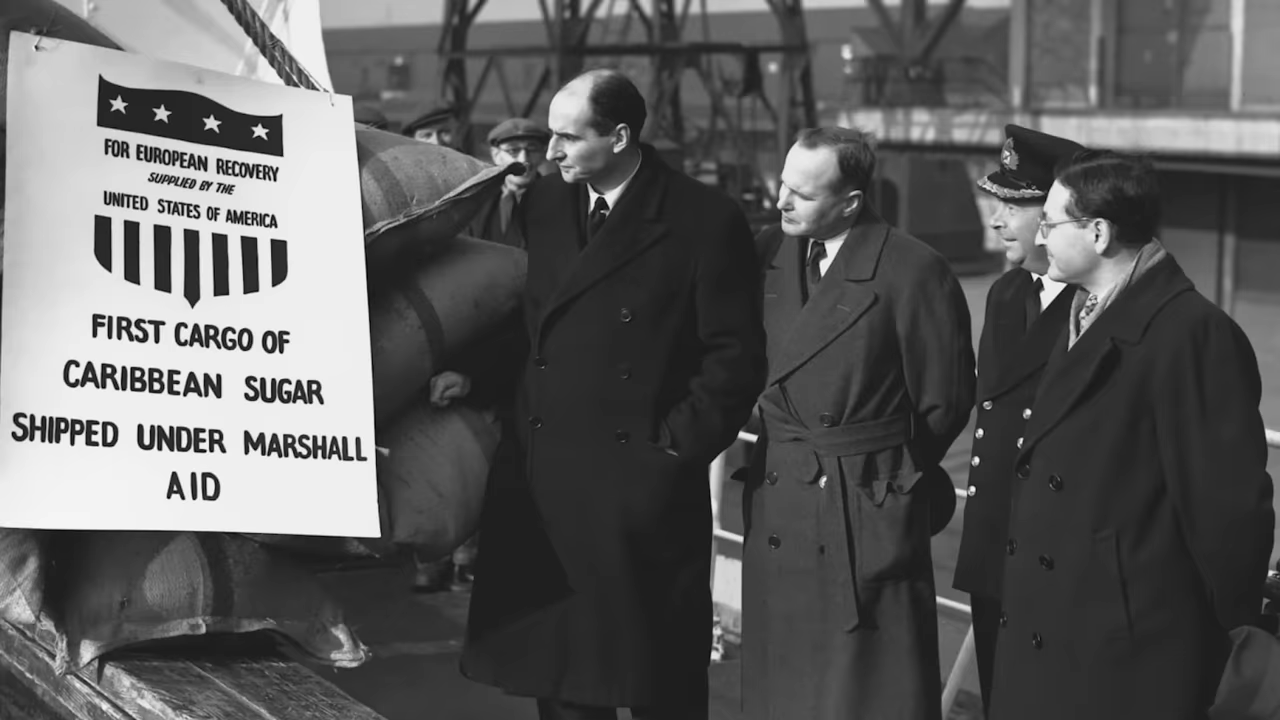 FOR EUROPEAN RECOVERY
SUPPLIED BY THE
UNITED STATES OF AMERICA
FIRST CARGO OF
CARIBBEAN SUGAR
SHIPPED UNDER MARSHALL
AID